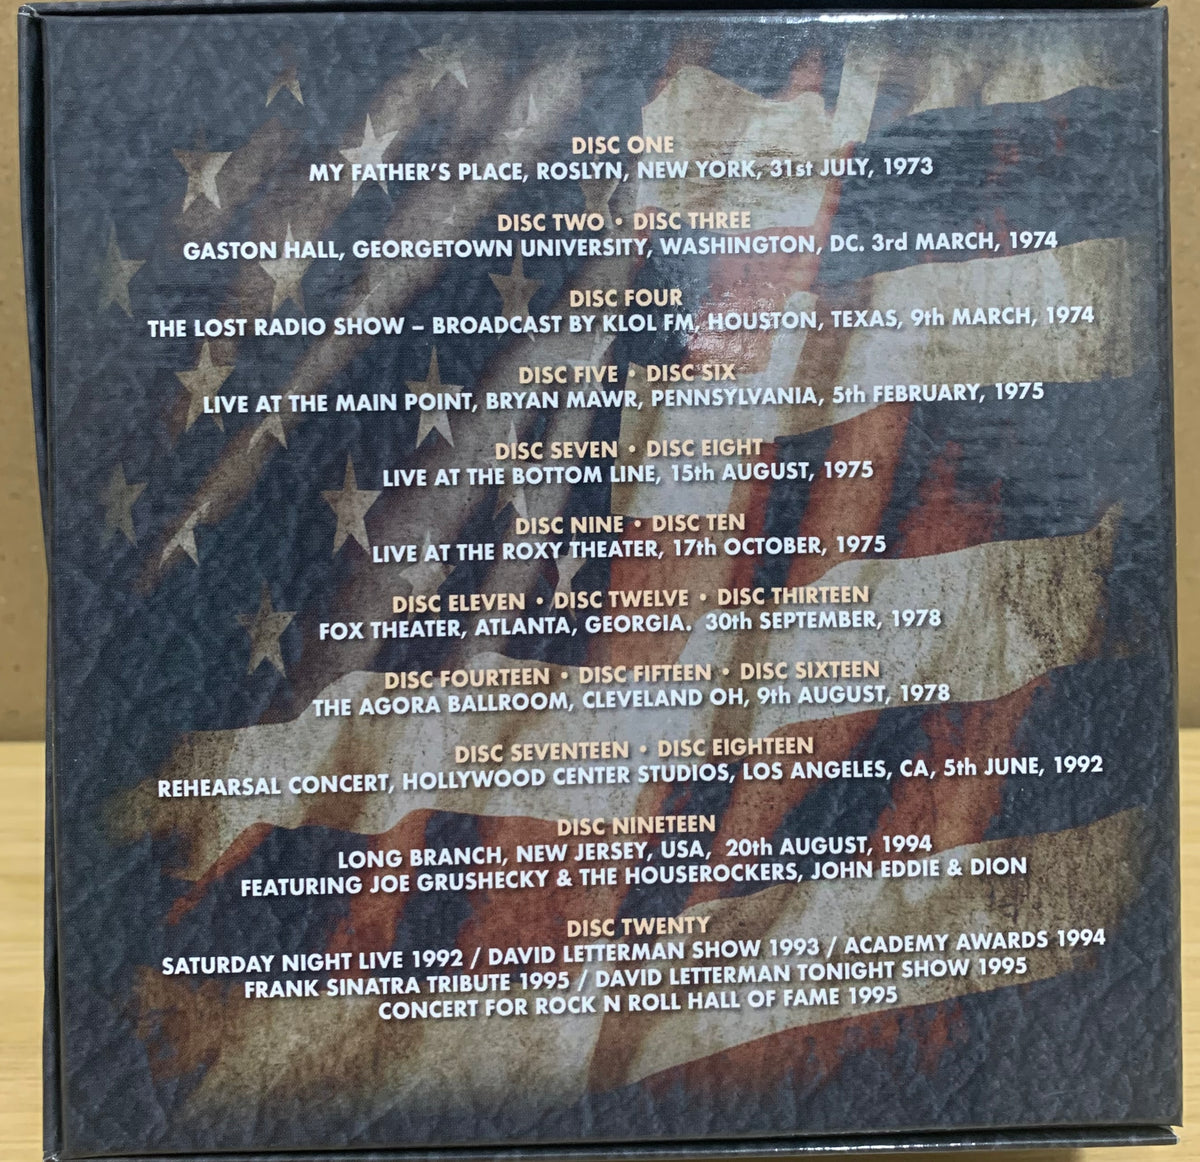 DISC ONE
MY FATHER'S PLACE, ROSLYN, NEW YORK, 31st JULY, 1973
DISC TWO • DISC THREE
GASTON HALL, GEORGETOWN UNIVERSITY, WASHINGTON, DC. 3rd MARCH, 1974
DISC FOUR
THE LOST RADIO SHOW – BROADCAST BY KLOL FM, HOUSTON, TEXAS, 9th MARCH, 1974
DISC FIVE • DISC SIX
LIVE AT THE MAIN POINT, BRYAN MAWR, PENNSYLVANIA, 5th FEBRUARY, 1975
DISC SEVEN • DISC EIGHT
LIVE AT THE BOTTOM LINE, 15th AUGUST, 1975
DISC NINE • DISC TEN
LIVE AT THE ROXY THEATER, 17th OCTOBER, 1975
DISC ELEVEN • DISC TWELVE • DISC THIRTEEN
FOX THEATER, ATLANTA, GEORGIA. 30th SEPTEMBER, 1978
DISC FOURTEEN • DISC FIFTEEN • DISC SIXTEEN
THE AGORA BALLROOM, CLEVELAND OH, 9th AUGUST, 1978
DISC SEVENTEEN • DISC EIGHTEEN
REHEARSAL CONCERT, HOLLYWOOD CENTER STUDIOS, LOS ANGELES, CA, 5th JUNE, 1992
DISC NINETEEN
LONG BRANCH, NEW JERSEY, USA, 20th AUGUST, 1994
FEATURING JOE GRUSHECKY & THE HOUSEROCKERS, JOHN EDDIE & DION
DISC TWENTY
SATURDAY NIGHT LIVE 1992 / DAVID LETTERMAN SHOW 1993 / ACADEMY AWARDS 1994
FRANK SINATRA TRIBUTE 1995 / DAVID LETTERMAN TONIGHT SHOW 1995
CONCERT FOR ROCK N ROLL HALL OF FAME 1995